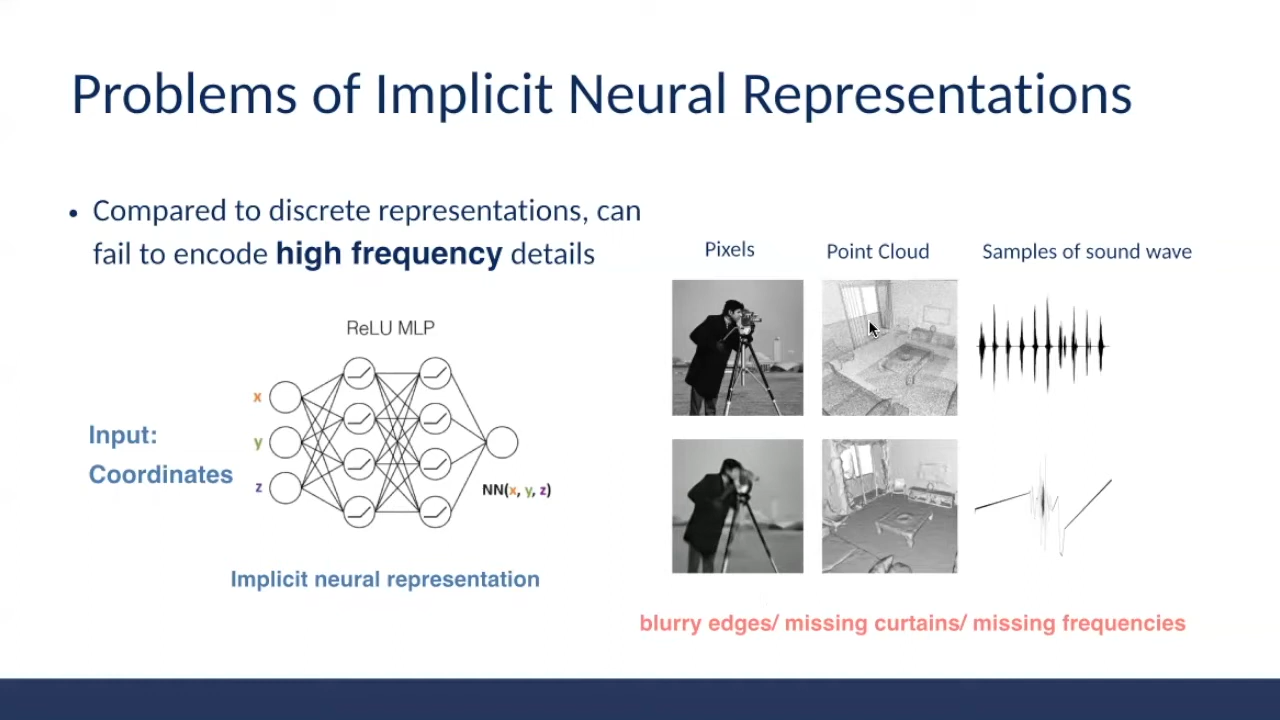 Problems of Implicit Neural Representations
• Compared to discrete representations, can
fail to encode high frequency details
Pixels
Point Cloud
Samples of sound wave
ReLU MLP
x
y
z
Input:
Coordinates
NN(x, y, z)
Implicit neural representation
blurry edges/ missing curtains/ missing frequencies